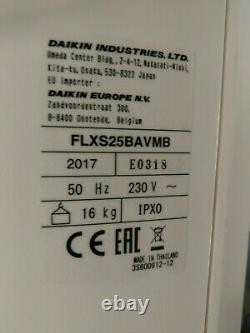 DAIKIN INDUSTRIES, LTD.
Umeda Center Bldg., 2-4-12, Nakazaki-Nishi,
Kita-ku, Osaka, 530-8323 Japan
EU importer :
DAIKIN EUROPE N.V.
Zandvoordestraat 300,
B-8400 Oostende, Belgium
FLXS25BAVMB
2017 E0318
50 Hz 230 V ~
16 kg IPX0
CE EAC
MADE IN THAILAND
3S600912-12